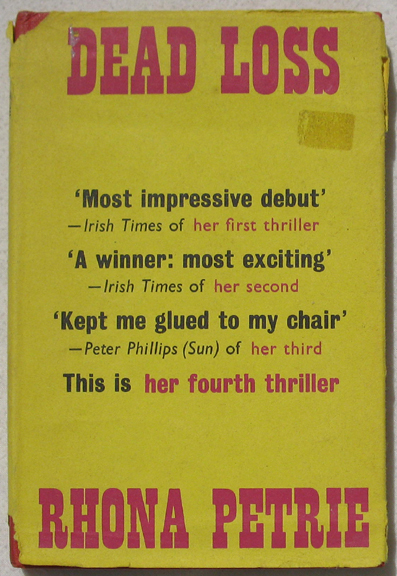 DEAD LOSS
‘Most impressive debut’
—Irish Times of her first thriller
‘A winner: most exciting’
—Irish Times of her second
‘Kept me glued to my chair’
—Peter Phillips (Sun) of her third
This is her fourth thriller
RHONA PETRIE